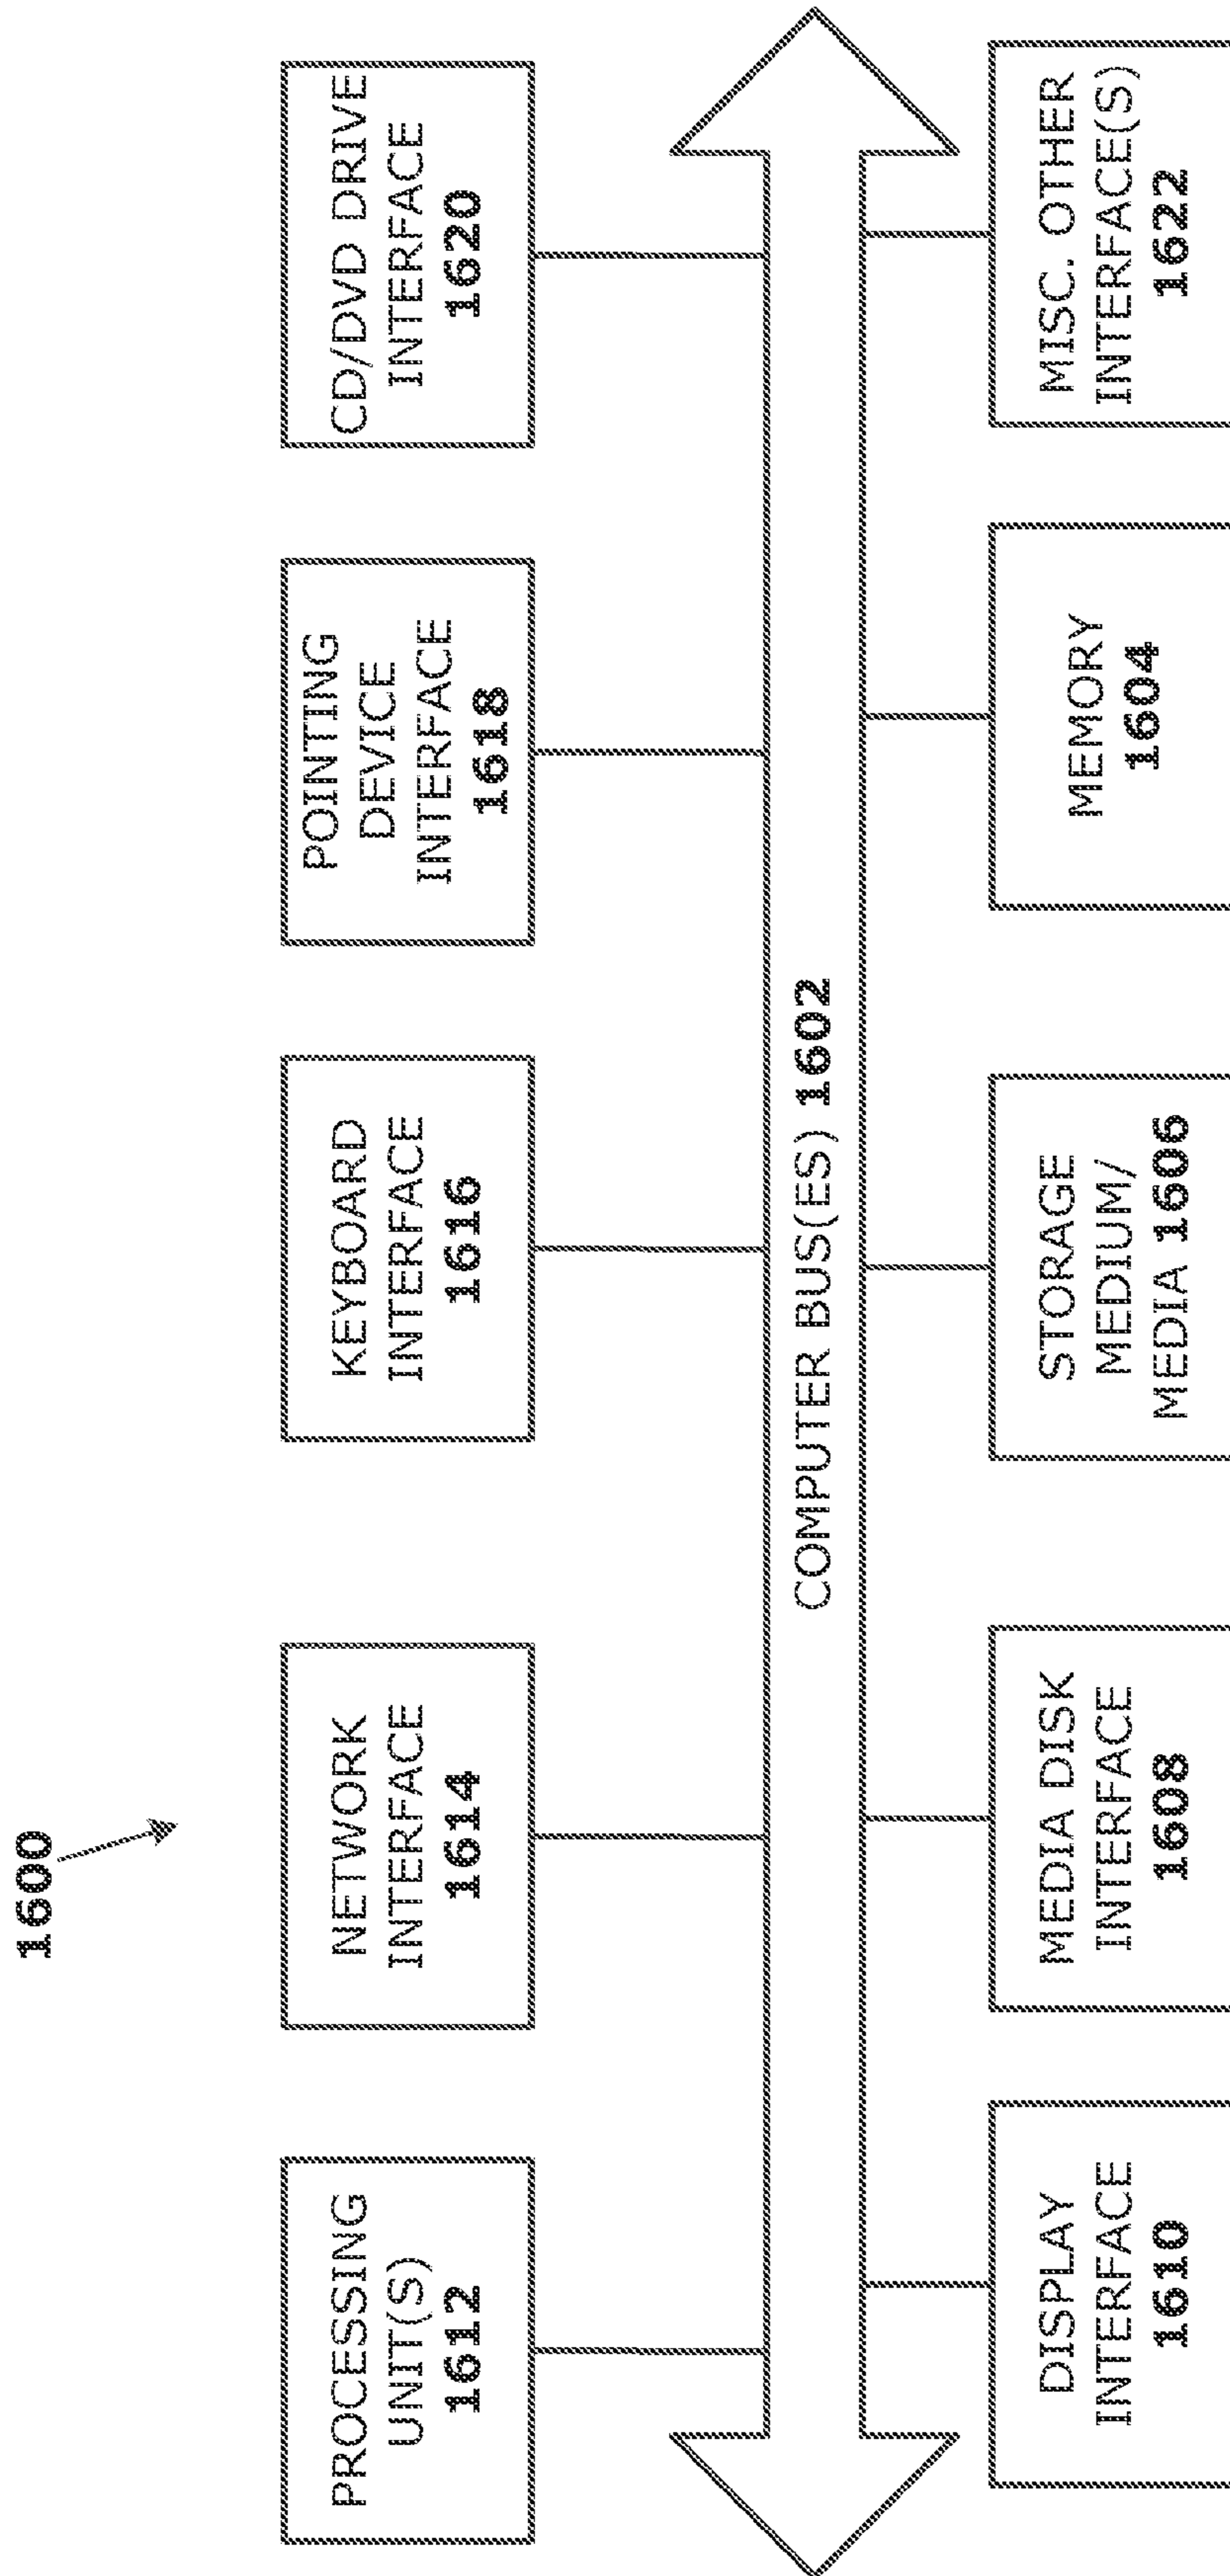 1600
PROCESSING
UNIT(S)
1612
NETWORK
INTERFACE
1614
KEYBOARD
INTERFACE
1616
POINTING
DEVICE
INTERFACE
1618
CD/DVD DRIVE
INTERFACE
1620
COMPUTER BUS(ES) 1602
DISPLAY
INTERFACE
1610
MEDIA DISK
INTERFACE
1608
STORAGE
MEDIUM/
MEDIA 1606
MEMORY
1604
MISC. OTHER
INTERFACE(S)
1622